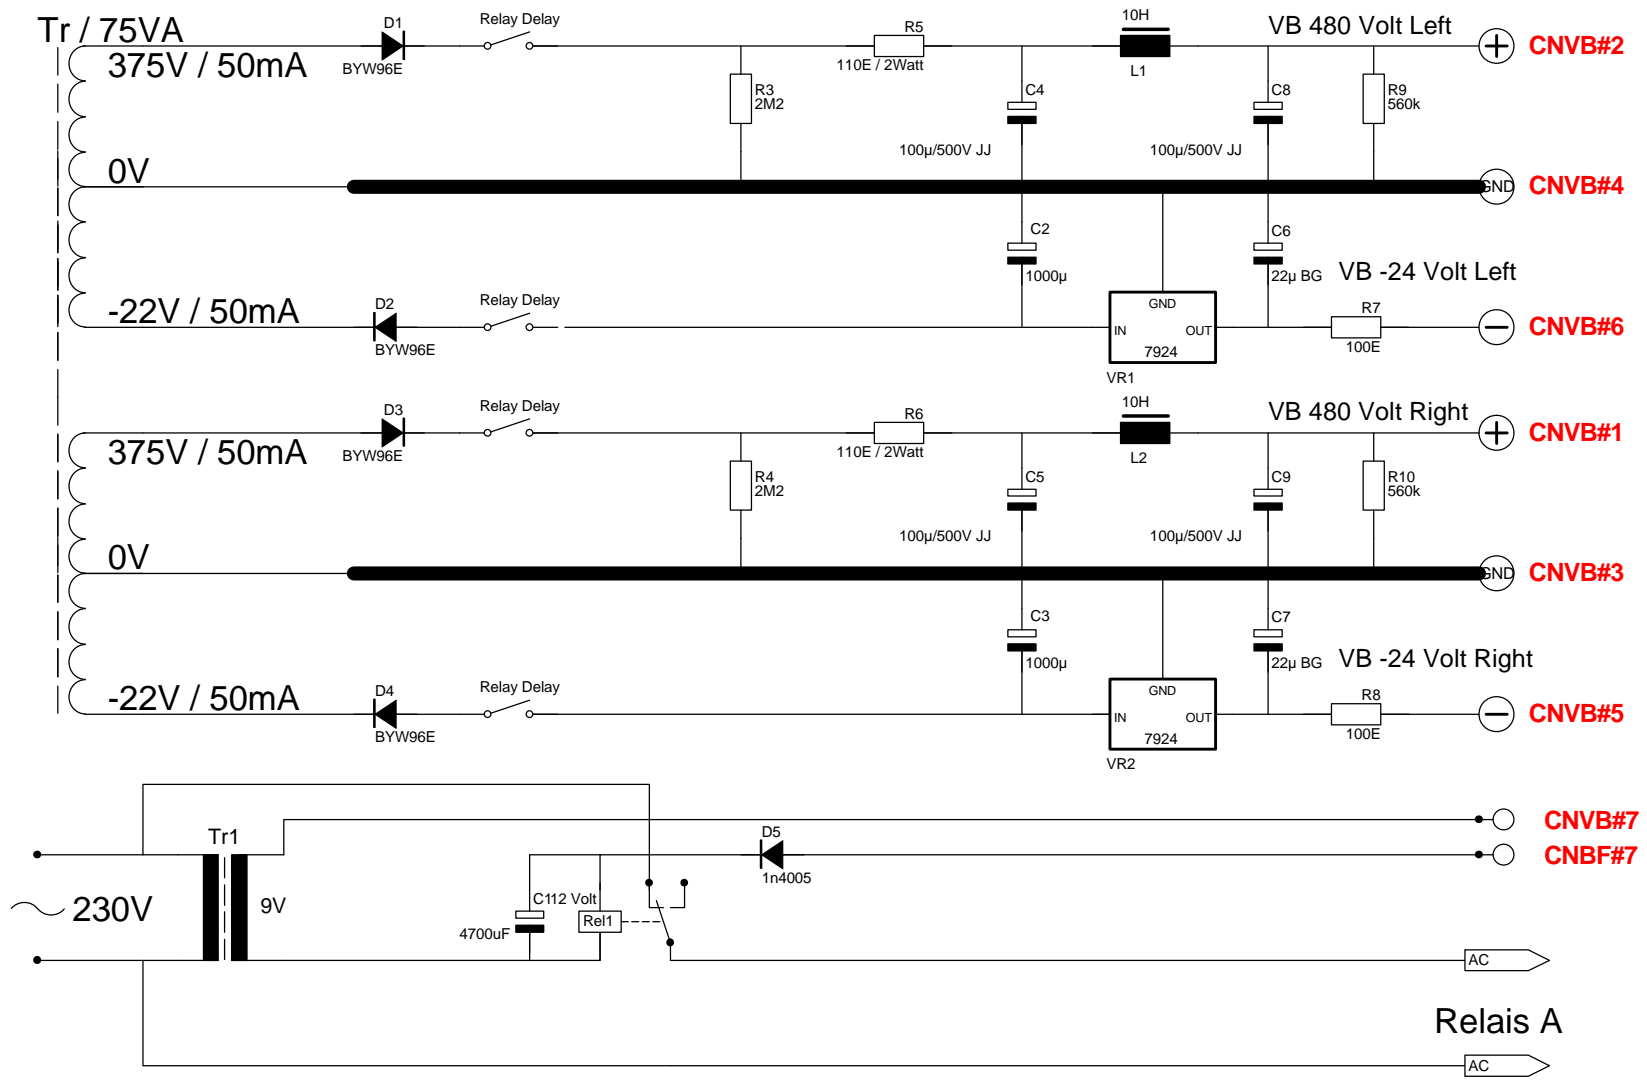 Tr / 75VA
375V / 50mA
D1
BYW96E
Relay Delay
R3
2M2
R5
110E / 2Watt
C4
100µ/500V JJ
10H
L1
VB 480 Volt Left
C8
100µ/500V JJ
R9
560k
CNVB#2
0V
GND
CNVB#4
-22V / 50mA
D2
BYW96E
Relay Delay
C2
1000µ
GND
IN
OUT
7924
VR1
C6
22µ BG
VB -24 Volt Left
R7
100E
CNVB#6
375V / 50mA
D3
BYW96E
Relay Delay
R4
2M2
R6
110E / 2Watt
C5
100µ/500V JJ
10H
L2
VB 480 Volt Right
C9
100µ/500V JJ
R10
560k
CNVB#1
0V
GND
CNVB#3
-22V / 50mA
D4
BYW96E
Relay Delay
C3
1000µ
GND
IN
OUT
7924
VR2
C7
22µ BG
VB -24 Volt Right
R8
100E
CNVB#5
230V
Tr1
9V
C1
4700uF
12 Volt
Rel1
D5
1n4005
CNVB#7
CNBF#7
AC
Relais A
AC